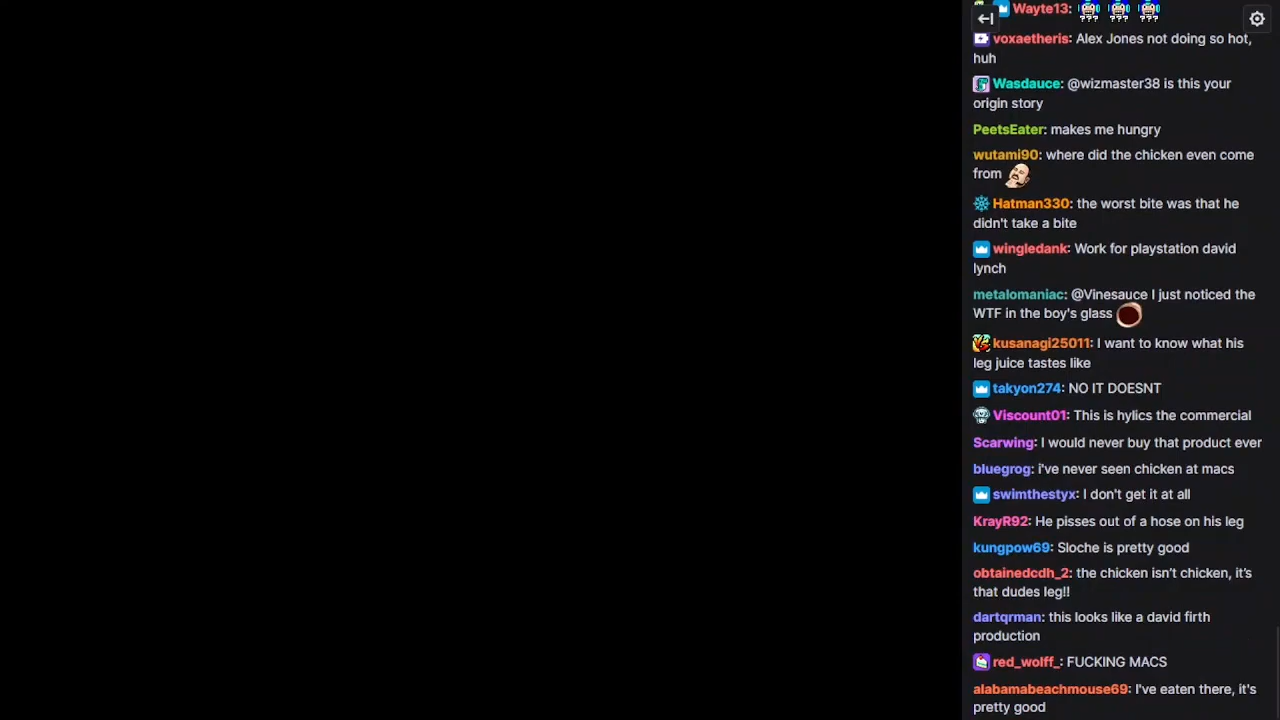 Wayte13:
voxaetheris: Alex Jones not doing so hot,
huh
Wasdauce: @wizmaster38 is this your
origin story
PeetsEater: makes me hungry
wutami90: where did the chicken even come
from
Hatman330: the worst bite was that he
didn't take a bite
wingledank: Work for playstation david
lynch
metalomaniac: @Vinesauce I just noticed the
WTF in the boy's glass
kusanagi25011: I want to know what his
leg juice tastes like
takyon274: NO IT DOESNT
Viscount01: This is hylics the commercial
Scarwing: I would never buy that product ever
bluegrog: i've never seen chicken at macs
swimthestyx: I don't get it at all
KrayR92: He pisses out of a hose on his leg
kungpow69: Sloche is pretty good
obtainedcdh_2: the chicken isn’t chicken, it’s
that dudes leg!!
dartqrman: this looks like a david firth
production
red_wolff_: FUCKING MACS
alabamabeachmouse69: I've eaten there, it's
pretty good